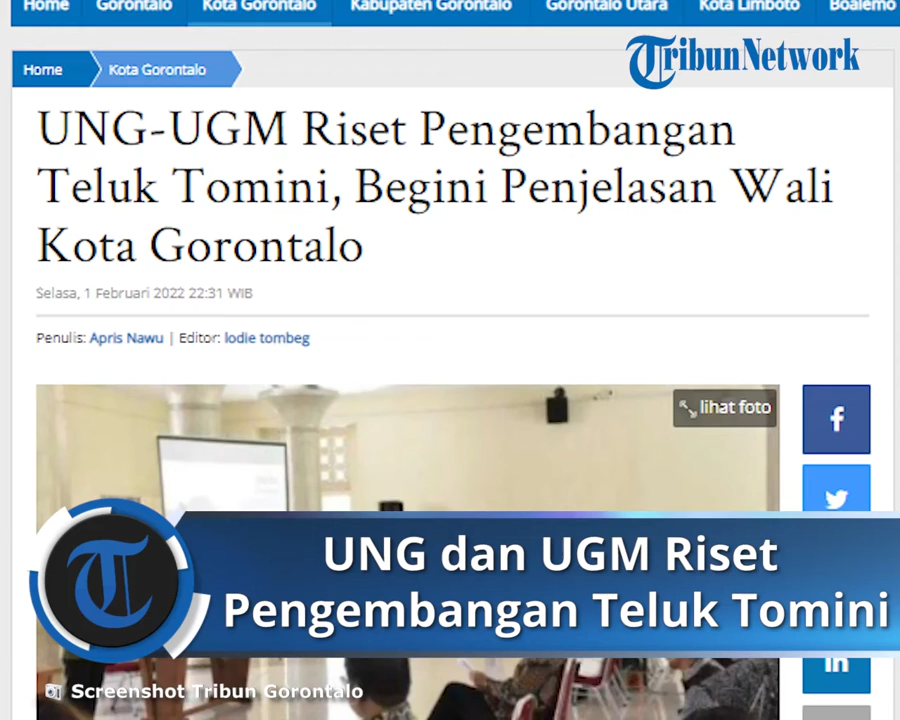 Home Gorontalo Kota Gorontalo Kabupaten Gorontalo Gorontalo Utara Kota Limboto Boalemo
Home Kota Gorontalo
TribunNetwork
UNG-UGM Riset Pengembangan
Teluk Tomini, Begini Penjelasan Wali
Kota Gorontalo
Selasa, 1 Februari 2022 22:31 WIB
Penulis: Apris Nawu | Editor: lodie tombeg
lihat foto
f
T
UNG dan UGM Riset
Pengembangan Teluk Tomini
in
Screenshot Tribun Gorontalo